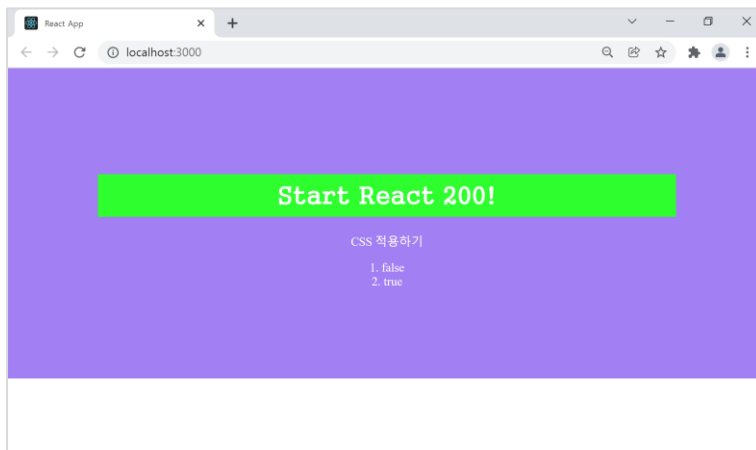 React App
localhost:3000
Start React 200!
CSS 적용하기
1. false
2. true